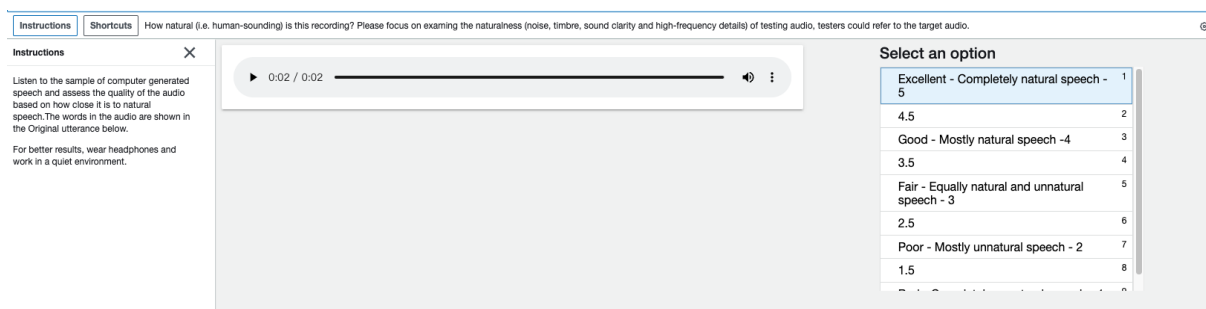 Instructions
Shortcuts
How natural (i.e. human-sounding) is this recording? Please focus on examing the naturalness (noise, timbre, sound clarity and high-frequency details) of testing audio, testers could refer to the target audio.
Instructions
Listen to the sample of computer generated
speech and assess the quality of the audio
based on how close it is to natural
speech.The words in the audio are shown in
the Original utterance below.
For better results, wear headphones and
work in a quiet environment.
0:02 / 0:02
Select an option
Excellent - Completely natural speech - 1
5
4.5 2
Good - Mostly natural speech -4 3
3.5 4
Fair - Equally natural and unnatural 5
speech - 3
2.5 6
Poor - Mostly unnatural speech - 2 7
1.5 8